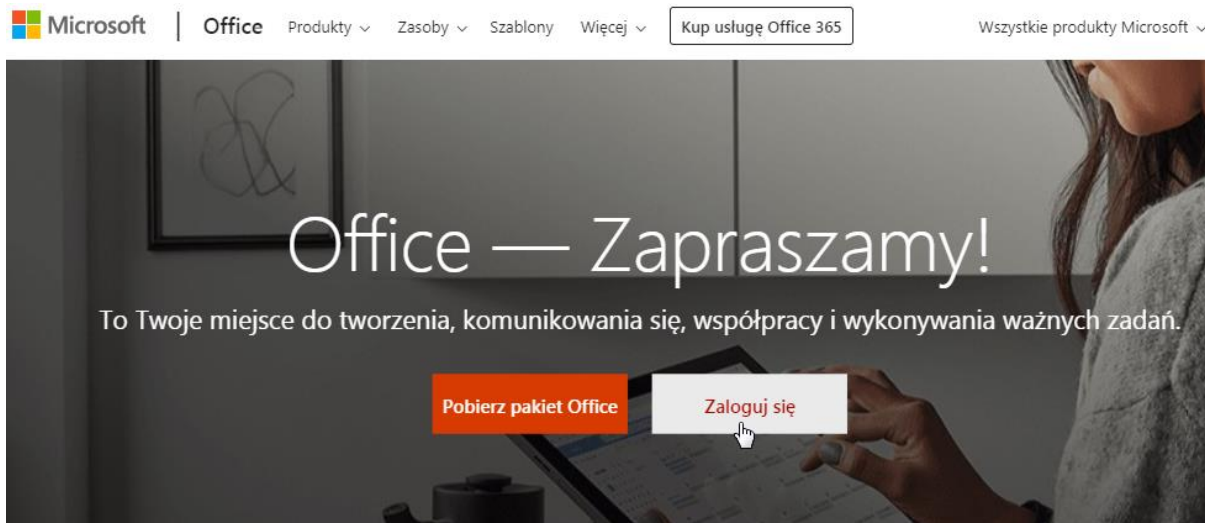 Microsoft Office Produkty Zasoby Szablony Więcej Kup usługę Office 365 Wszystkie produkty Microsoft
Office — Zapraszamy!
To Twoje miejsce do tworzenia, komunikowania się, współpracy i wykonywania ważnych zadań.
Pobierz pakiet Office Zaloguj się